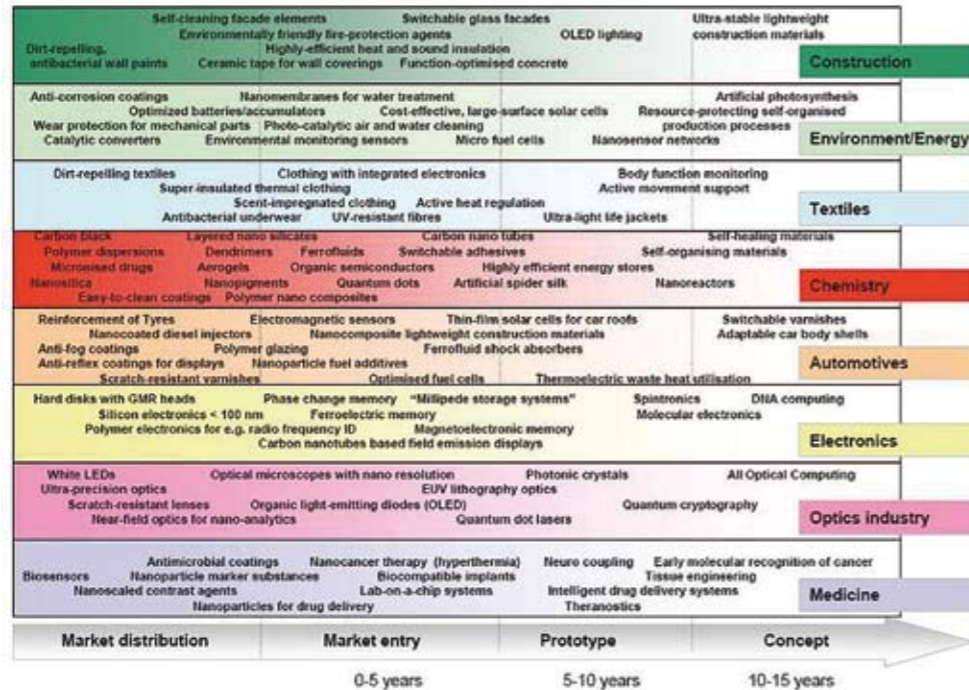 Self-cleaning facade elements Switchable glass facades Ultra-stable lightweight
Environmentally friendly fire-protection agents OLED lighting construction materials
Dirt-repelling, Highly-efficient heat and sound insulation
antibacterial wall paints Ceramic tape for wall coverings Function-optimised concrete
Construction
Anti-corrosion coatings Nanomembranes for water treatment Artificial photosynthesis
Optimized batteries/accumulators Cost-effective, large-surface solar cells Resource-protecting self-organised
Wear protection for mechanical parts Photo-catalytic air and water cleaning production processes
Catalytic converters Environmental monitoring sensors Micro fuel cells Nanosensor networks
Environment/Energy
Dirt-repelling textiles Clothing with integrated electronics Body function monitoring
Super-insulated thermal clothing Active movement support
Scent-impregnated clothing Active heat regulation
Antibacterial underwear UV-resistant fibres Ultra-light life jackets
Textiles
Carbon black Layered nano silicates Carbon nano tubes Self-healing materials
Polymer dispersions Dendrimers Ferrofluids Switchable adhesives Self-organising materials
Micronised drugs Aerogels Organic semiconductors Highly efficient energy stores
Nanosilica Nanopigments Quantum dots Artificial spider silk Nanoreactors
Easy-to-clean coatings Polymer nano composites
Chemistry
Reinforcement of Tyres Electromagnetic sensors Thin-film solar cells for car roofs Switchable varnishes
Nanocoated diesel injectors Nanocomposite lightweight construction materials Adaptable car body shells
Anti-fog coatings Polymer glazing Ferrofluid shock absorbers
Anti-reflex coatings for displays Nanoparticle fuel additives
Scratch-resistant varnishes Optimised fuel cells Thermoelectric waste heat utilisation
Automotives
Hard disks with GMR heads Phase change memory "Millipede storage systems" Spintronics DNA computing
Silicon electronics < 100 nm Ferroelectric memory Molecular electronics
Polymer electronics for e.g. radio frequency ID Magnetoelectronic memory
Carbon nanotubes based field emission displays
Electronics
White LEDs Optical microscopes with nano resolution Photonic crystals All Optical Computing
Ultra-precision optics EUV lithography optics
Scratch-resistant lenses Organic light-emitting diodes (OLED) Quantum cryptography
Near-field optics for nano-analytics Quantum dot lasers
Optics industry
Antimicrobial coatings Nanocancer therapy (hyperthermia) Neuro coupling Early molecular recognition of cancer
Biosensors Nanoparticle marker substances Biocompatible implants Tissue engineering
Nanoscaled contrast agents Lab-on-a-chip systems Intelligent drug delivery systems
Nanoparticles for drug delivery Theranostics
Medicine
Market distribution Market entry Prototype Concept
0-5 years 5-10 years 10-15 years